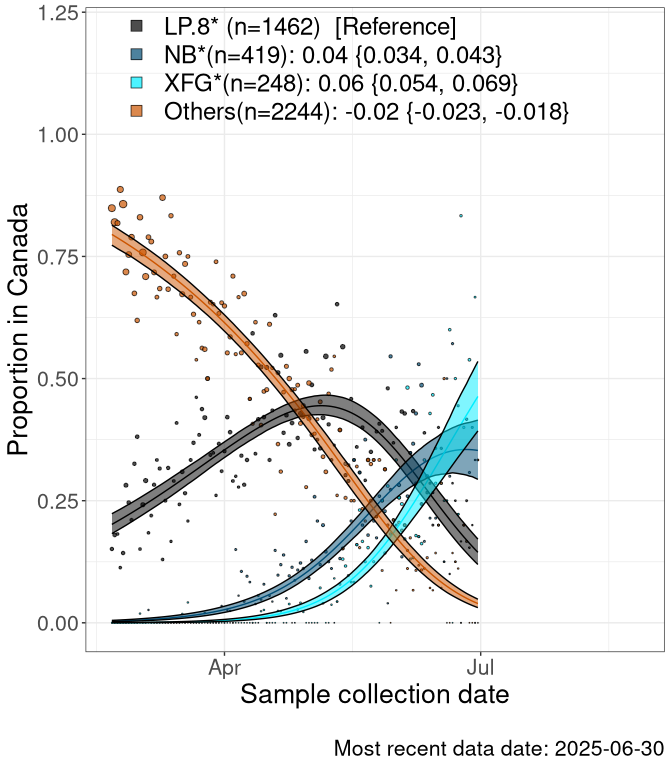 1.25
LP.8* (n=1462)  [Reference]
NB*(n=419): 0.04 {0.034, 0.043}
XFG*(n=248): 0.06 {0.054, 0.069}
Others(n=2244): -0.02 {-0.023, -0.018}
1.00
0.75
0.50
0.25
0.00
Proportion in Canada
Apr
Jul
Sample collection date
Most recent data date: 2025-06-30